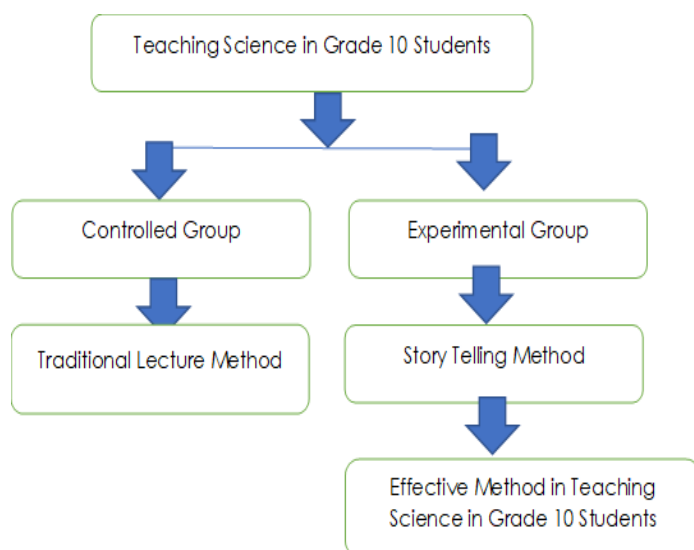 Teaching Science in Grade 10 Students
Controlled Group
Experimental Group
Traditional Lecture Method
Story Telling Method
Effective Method in Teaching
Science in Grade 10 Students